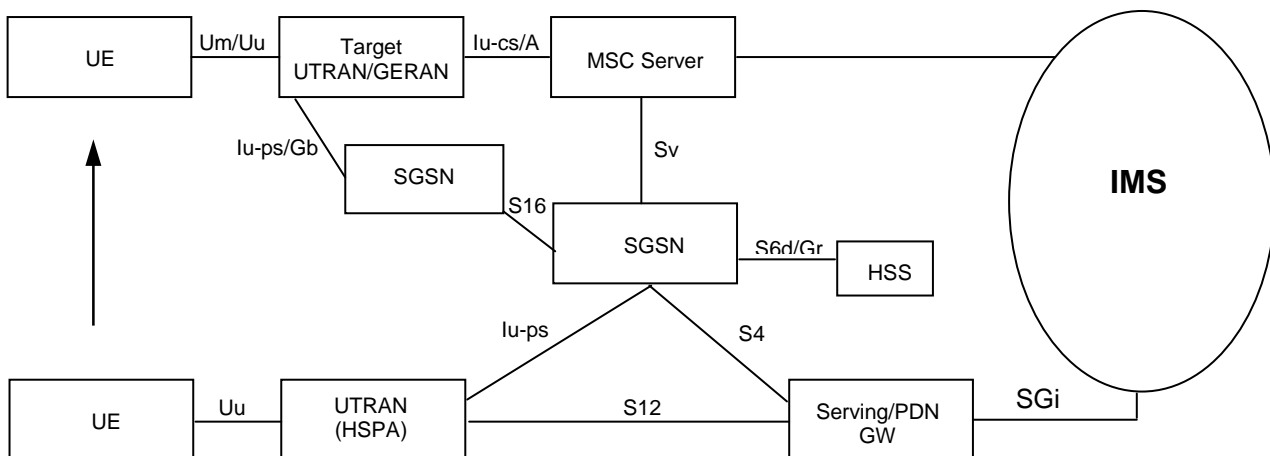 UE
Um/Uu
Target
UTRAN/GERAN
Iu-cs/A
MSC Server
Iu-ps/Gb
SGSN
Sv
IMS
S16
SGSN
S6d/Gr
HSS
Iu-ps
S4
UE
Uu
UTRAN
(HSPA)
S12
Serving/PDN
GW
SGi